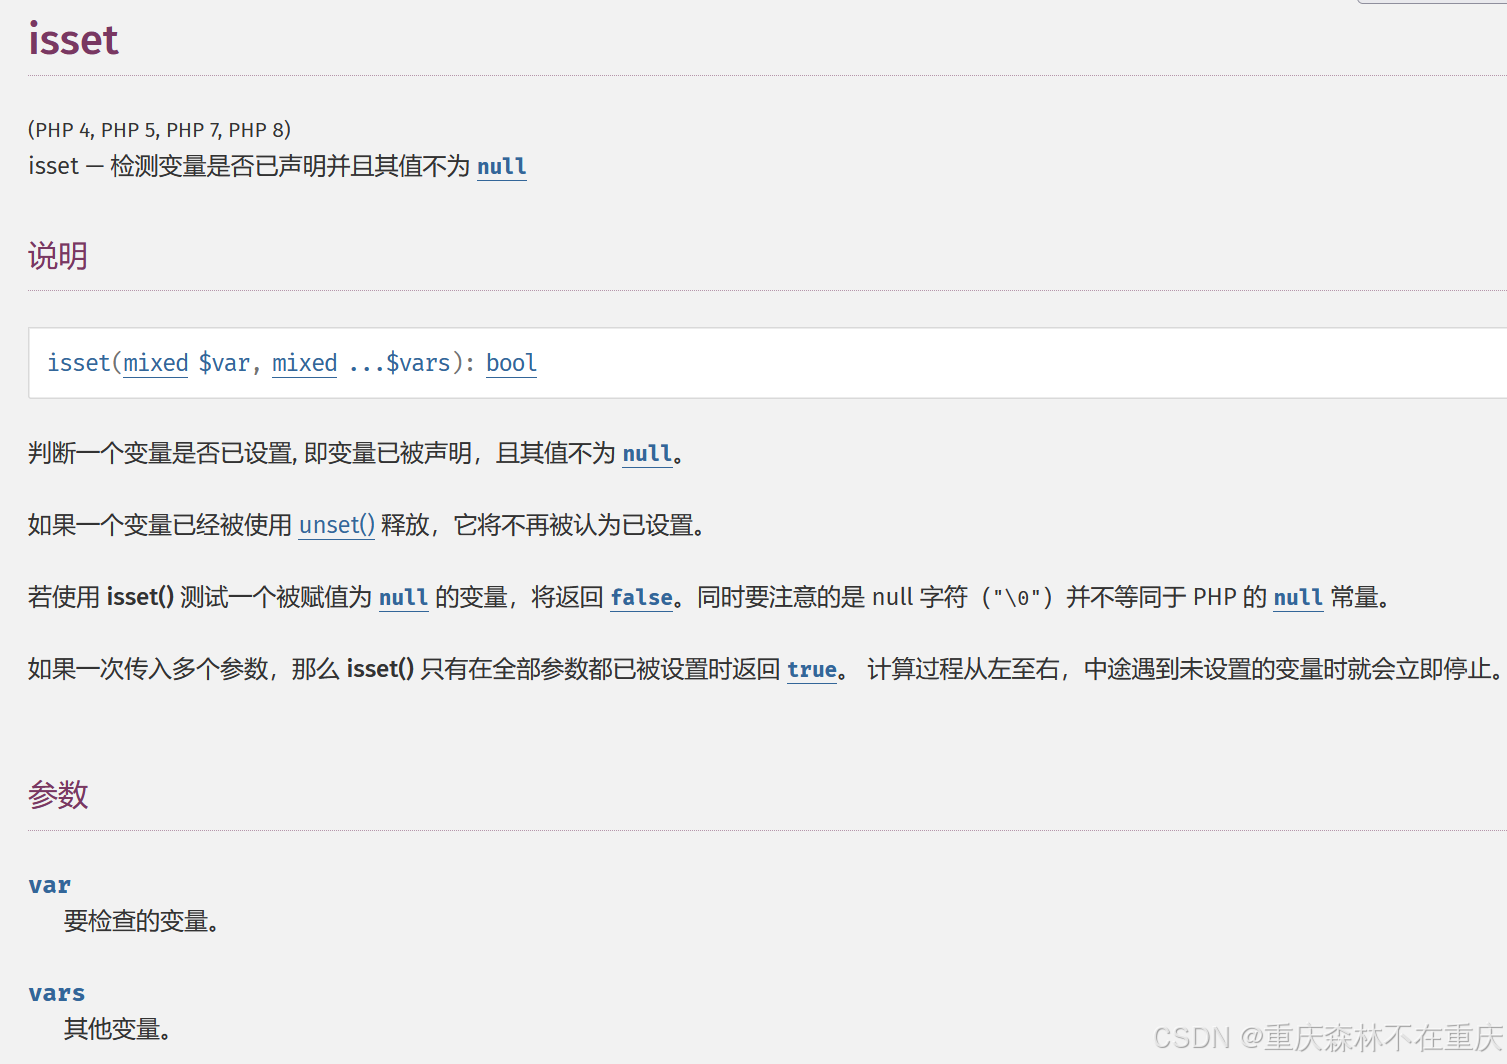 isset
(PHP 4, PHP 5, PHP 7, PHP 8)
isset — 检测变量是否已声明并且其值不为 null
说明
isset(mixed $var, mixed ...$vars): bool
判断一个变量是否已设置, 即变量已被声明，且其值不为 null。
如果一个变量已经被使用 unset() 释放，它将不再被认为已设置。
若使用 isset() 测试一个被赋值为 null 的变量，将返回 false。同时要注意的是 null 字符（"\0"）并不等同于 PHP 的 null 常量。
如果一次传入多个参数，那么 isset() 只有在全部参数都已被设置时返回 true。 计算过程从左至右，中途遇到未设置的变量时就会立即停止。
参数
var
要检查的变量。
vars
其他变量。
CSDN @重庆森林不在重庆